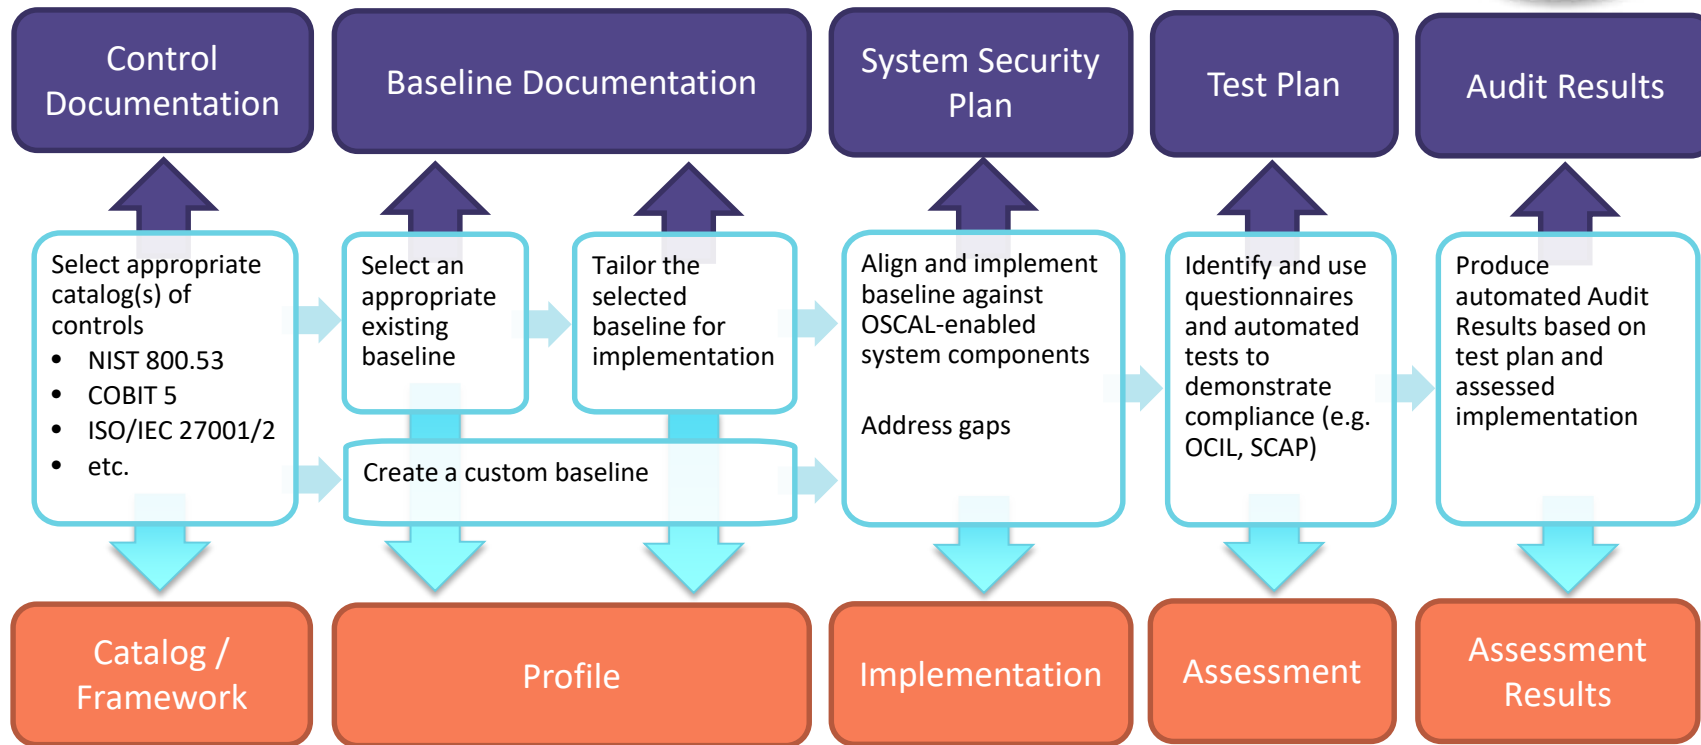 Control
Documentation
Baseline Documentation
System Security
Plan
Test Plan
Audit Results
Select appropriate
catalog(s) of
controls
• NIST 800.53
• COBIT 5
• ISO/IEC 27001/2
• etc.
Select an
appropriate
existing
baseline
Tailor the
selected
baseline for
implementation
Create a custom baseline
Align and implement
baseline against
OSCAL-enabled
system components
Address gaps
Identify and use
questionnaires
and automated
tests to
demonstrate
compliance (e.g.
OCIL, SCAP)
Produce
automated Audit
Results based on
test plan and
assessed
implementation
Catalog /
Framework
Profile
Implementation
Assessment
Assessment
Results